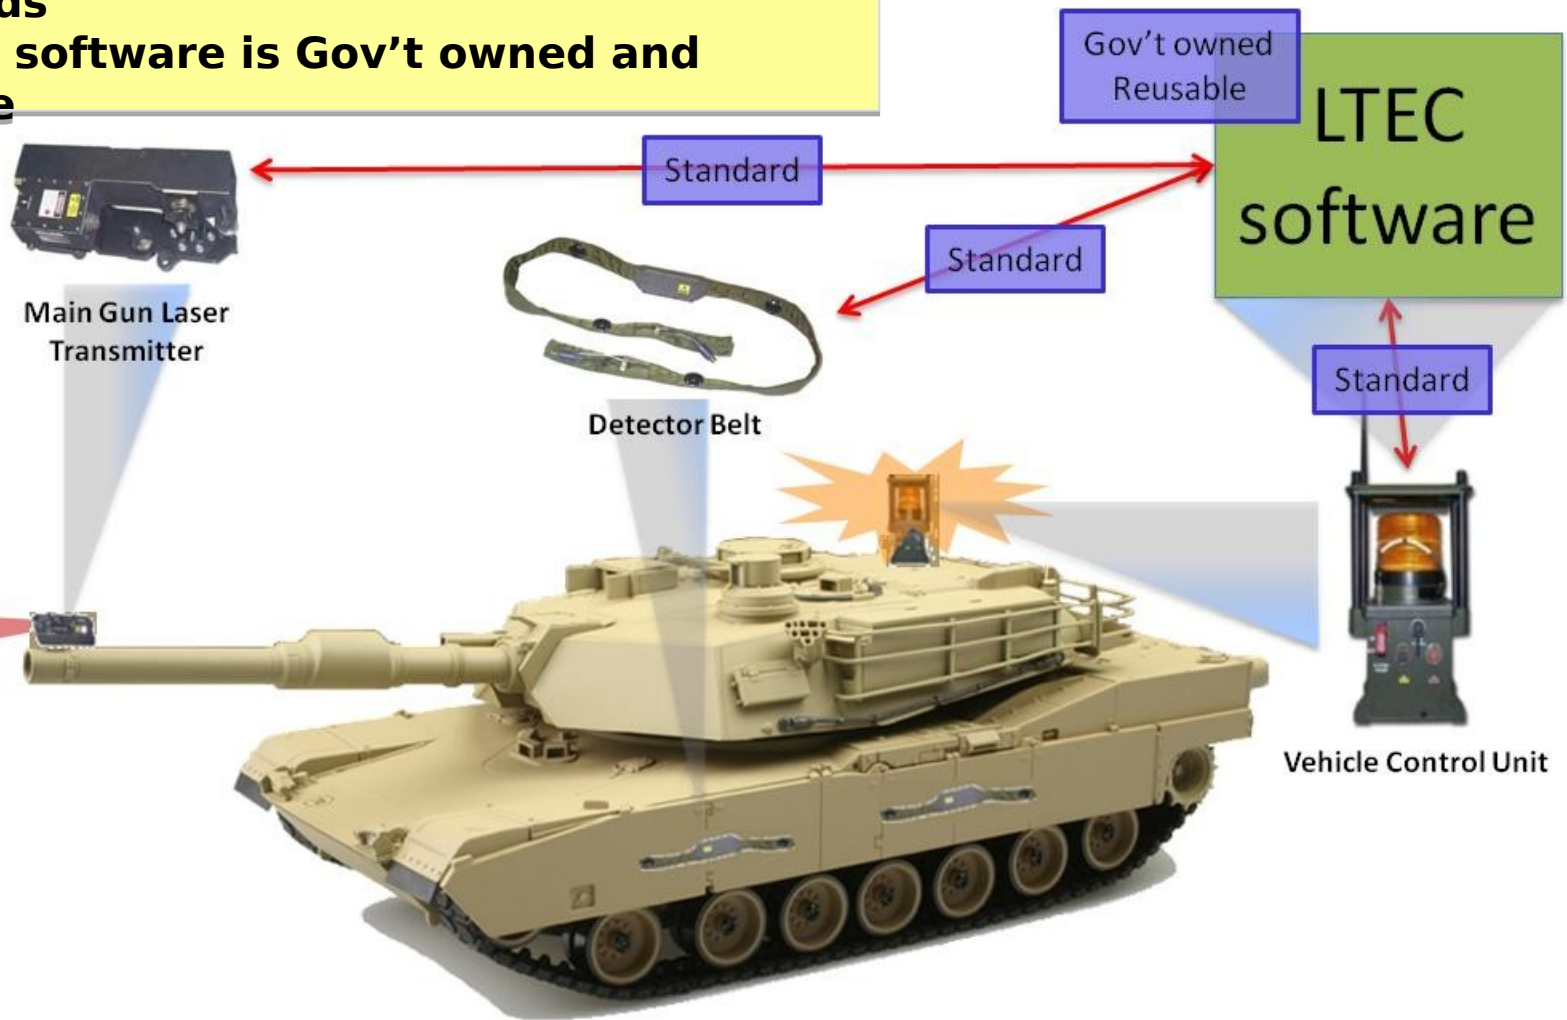 ds
software is Gov’t owned and
e
Gov’t owned
Reusable
LTEC
software
Standard
Standard
Standard
Main Gun Laser
Transmitter
Detector Belt
Vehicle Control Unit